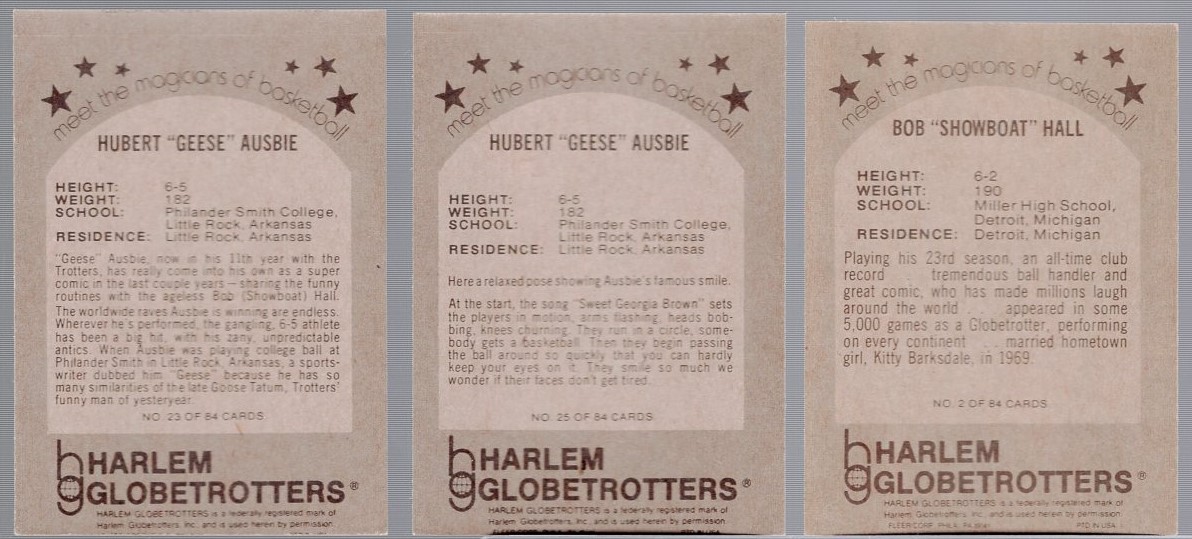 meet the magicians of basketball
HUBERT "GEESE" AUSBIE
HEIGHT: 6-5
WEIGHT: 182
SCHOOL: Philander Smith College,
Little Rock, Arkansas
RESIDENCE: Little Rock, Arkansas
"Geese" Ausbie, now in his 11th year with the
Trotters, has really come into his own as a super
comic in the last couple years — sharing the funny
routines with the ageless Bob (Showboat) Hall.
The worldwide raves Ausbie is winning are endless.
Wherever he's performed, the gangling, 6-5 athlete
has been a big hit, with his zany, unpredictable
antics. When Ausbie was playing college ball at
Philander Smith in Little Rock, Arkansas, a sports-
writer dubbed him "Geese" because he has so
many similarities of the late Goose Tatum, Trotters'
funny man of yesteryear.
NO. 23 OF 84 CARDS
hg HARLEM
GLOBETROTTERS®
HARLEM GLOBETROTTERS is a federally registered mark of
Harlem Globetrotters, Inc. and is used herein by permission.
meet the magicians of basketball
HUBERT "GEESE" AUSBIE
HEIGHT: 6-5
WEIGHT: 182
SCHOOL: Philander Smith College,
Little Rock, Arkansas
RESIDENCE: Little Rock, Arkansas
Here a relaxed pose showing Ausbie's famous smile.
At the start, the song "Sweet Georgia Brown" sets
the players in motion, arms flashing, heads bob-
bing, knees churning. They run in a circle, some-
body gets a basketball. Then they begin passing
the ball around so quickly that you can hardly
keep your eyes on it. They smile so much we
wonder if their faces don't get tired.
NO. 25 OF 84 CARDS
hg HARLEM
GLOBETROTTERS®
HARLEM GLOBETROTTERS is a federally registered mark of
Harlem Globetrotters, Inc. and is used herein by permission.
meet the magicians of basketball
BOB "SHOWBOAT" HALL
HEIGHT: 6-2
WEIGHT: 190
SCHOOL: Miller High School,
Detroit, Michigan
RESIDENCE: Detroit, Michigan
Playing his 23rd season, an all-time club
record . . . tremendous ball handler and
great comic, who has made millions laugh
around the world . . . appeared in some
5,000 games as a Globetrotter, performing
on every continent . . . married hometown
girl, Kitty Barksdale, in 1969.
NO. 2 OF 84 CARDS
hg HARLEM
GLOBETROTTERS®
HARLEM GLOBETROTTERS is a federally registered mark of
Harlem Globetrotters, Inc. and is used herein by permission.
FLEER CORP. PHILA. PA. 19141 PTD IN U.S.A.